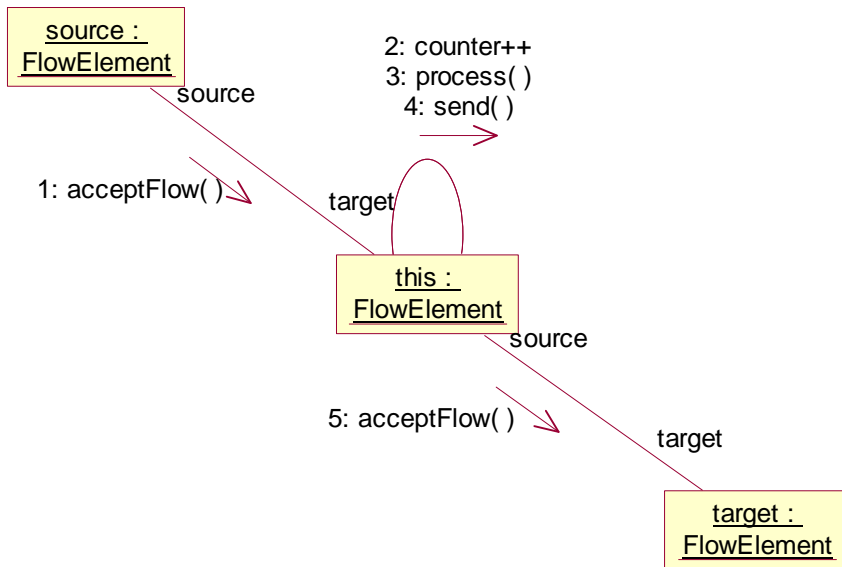 source :
FlowElement
source
2: counter++
3: process( )
4: send( )
1: acceptFlow( )
target
this :
FlowElement
source
5: acceptFlow( )
target
target :
FlowElement